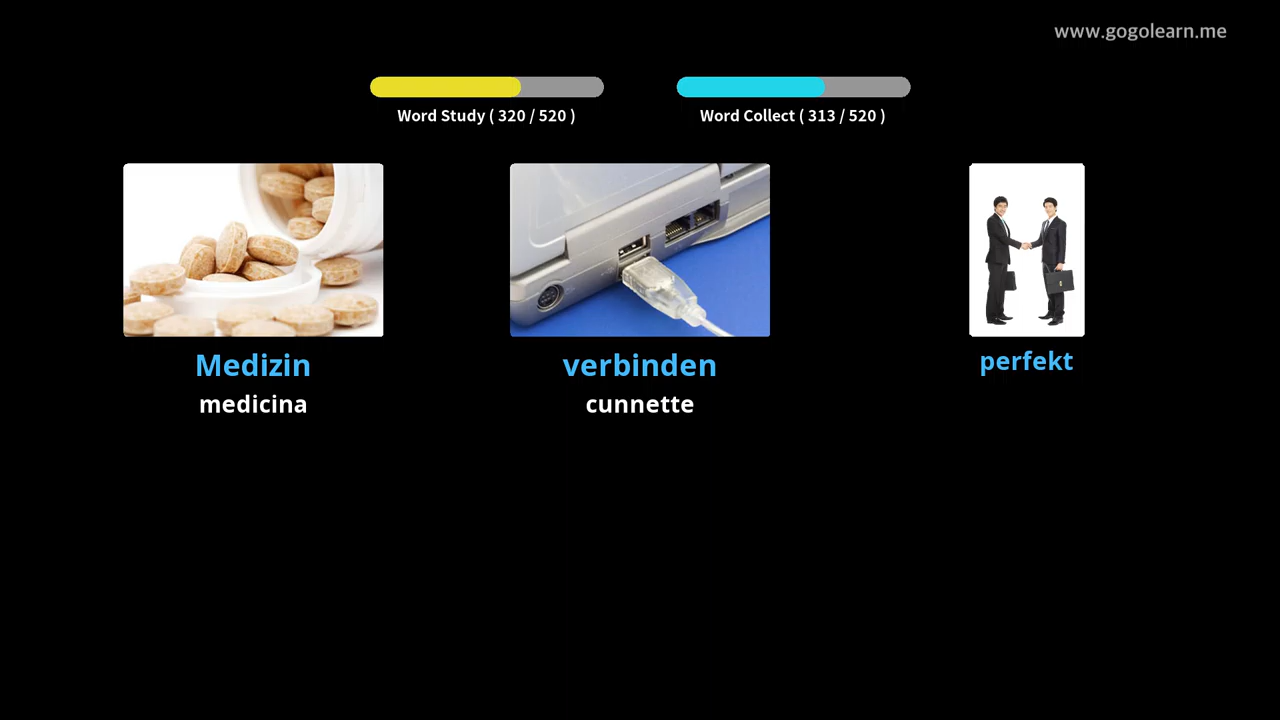 www.gogolearn.me
Word Study ( 320 / 520 )
Word Collect ( 313 / 520 )
Medizin
medicina
verbinden
cunnette
perfekt